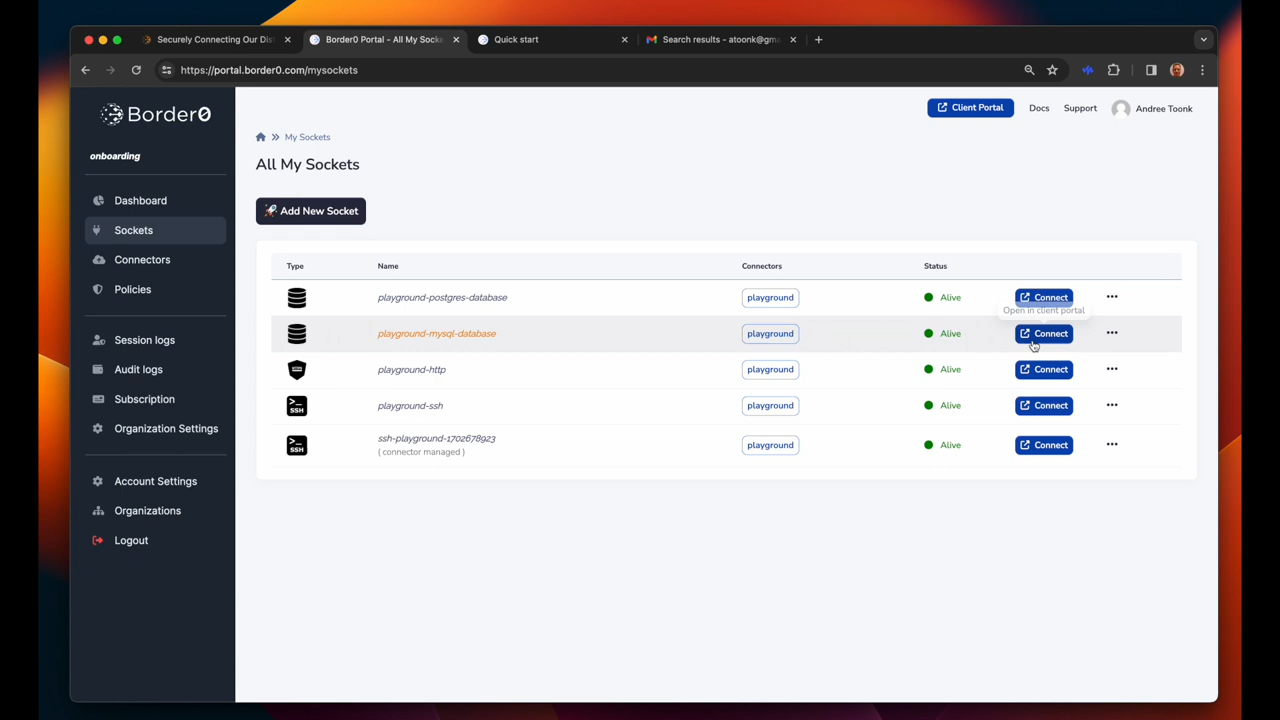 Securely Connecting Our Dis
Border0 Portal - All My Socke
Quick start
Search results - atoonk@gma
https://portal.border0.com/mysockets
Border0
onboarding
Dashboard
Sockets
Connectors
Policies
Session logs
Audit logs
Subscription
Organization Settings
Account Settings
Organizations
Logout
Client Portal
Docs
Support
Andree Toonk
My Sockets
All My Sockets
Add New Socket
Type Name Connectors Status
playground-postgres-database playground Alive Connect
Open in client portal
playground-mysql-database playground Alive Connect
playground-http playground Alive Connect
>_ SSH playground-ssh playground Alive Connect
>_ SSH ssh-playground-1702678923 playground Alive Connect
( connector managed )